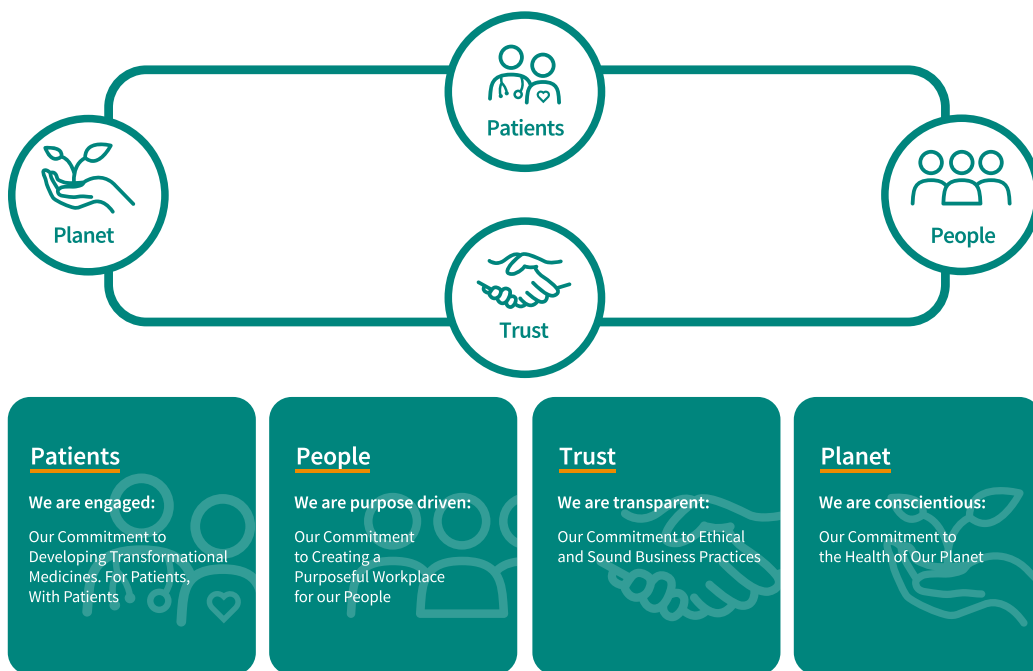 Patients
Planet
People
Trust
Patients
We are engaged:
Our Commitment to
Developing Transformational
Medicines. For Patients,
With Patients
People
We are purpose driven:
Our Commitment
to Creating a
Purposeful Workplace
for our People
Trust
We are transparent:
Our Commitment to Ethical
and Sound Business Practices
Planet
We are conscientious:
Our Commitment to
the Health of Our Planet